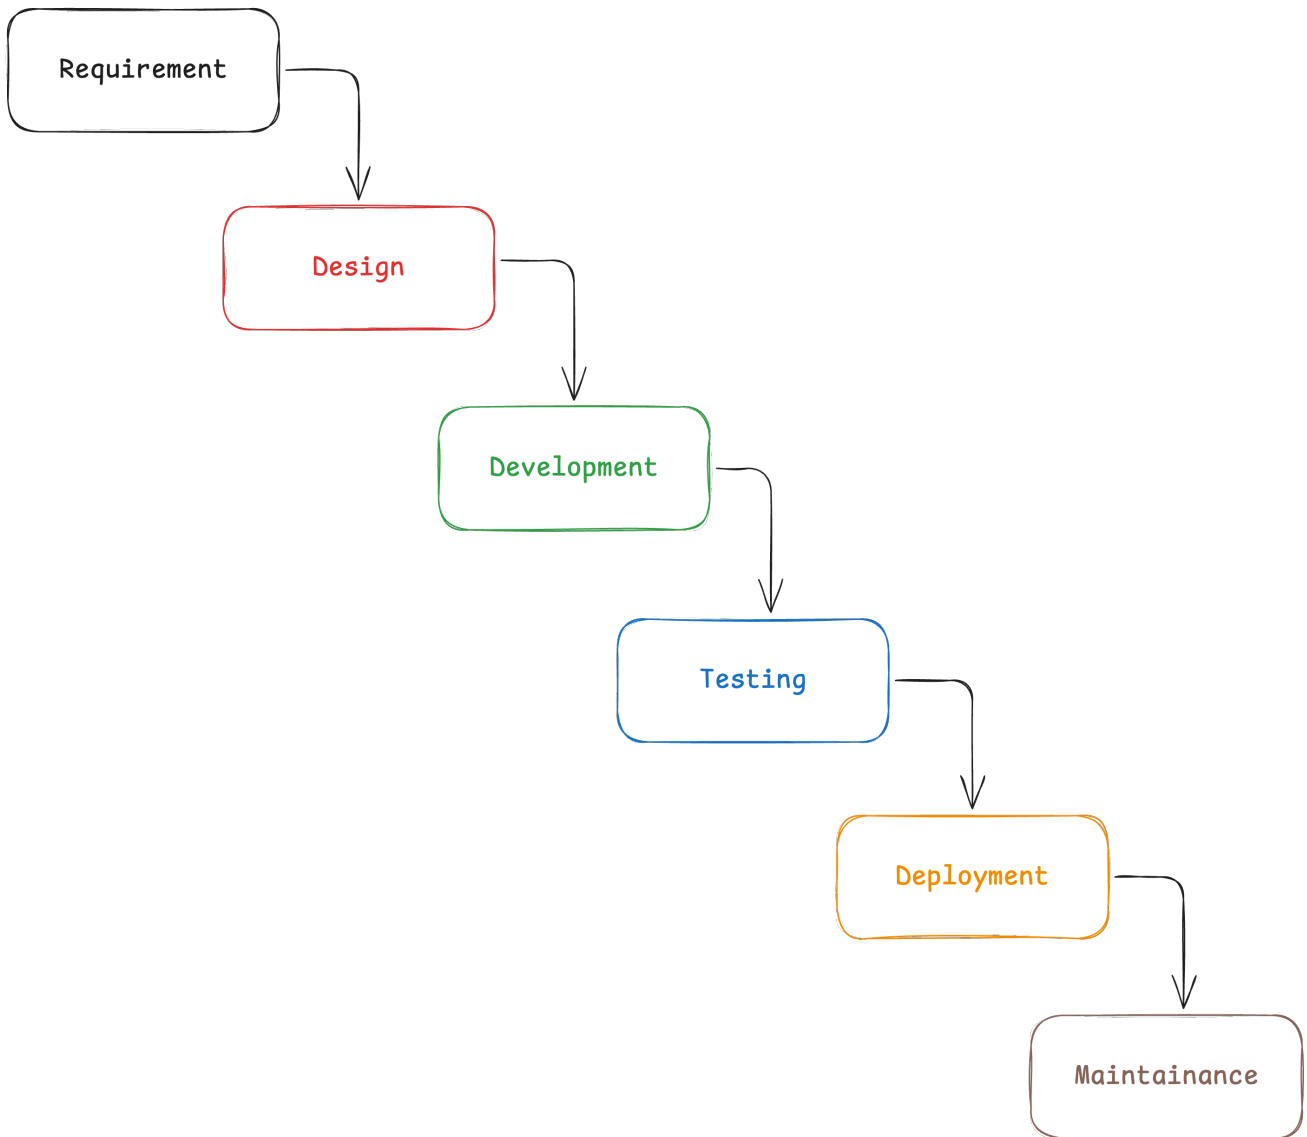 Requirement
Design
Development
Testing
Deployment
Maintainance